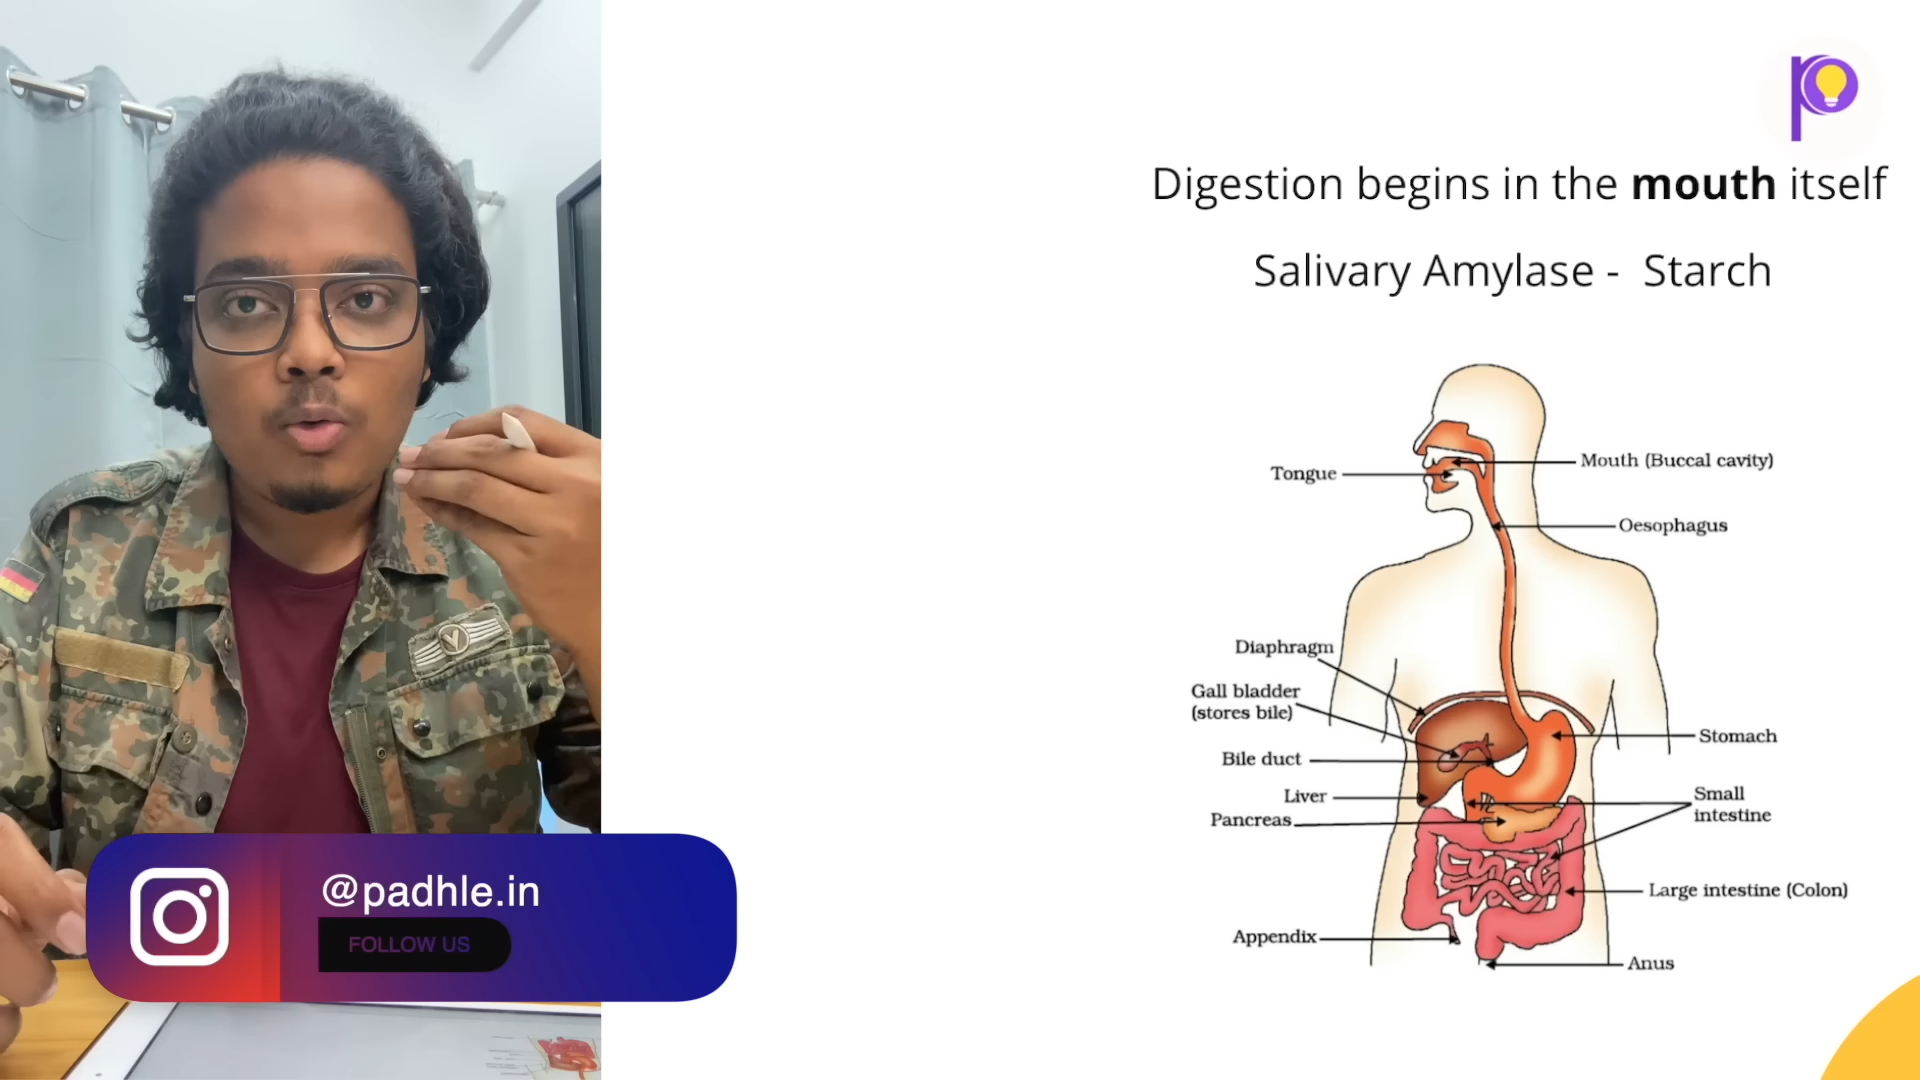 Digestion begins in the mouth itself
Salivary Amylase - Starch
Tongue
Mouth (Buccal cavity)
Oesophagus
Diaphragm
Gall bladder
(stores bile)
Bile duct
Liver
Pancreas
Stomach
Small
intestine
Large intestine (Colon)
Appendix
Anus
@padhle.in
FOLLOW US